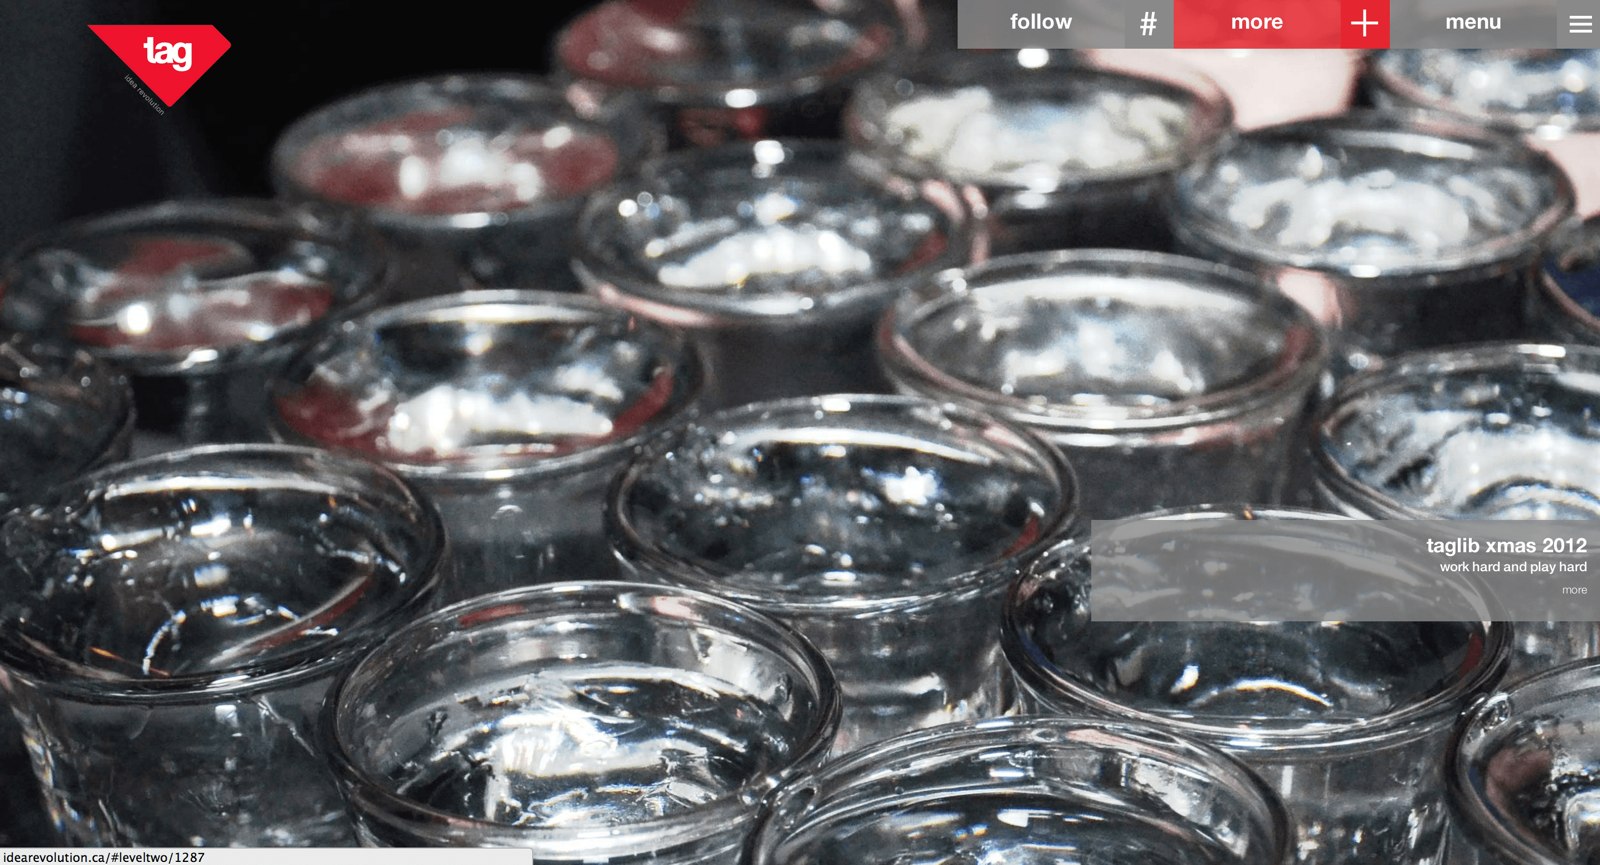 tag
idea revolution
follow #
more +
menu
taglib xmas 2012
work hard and play hard
more
idearevolution.ca/#leveltwo/1287